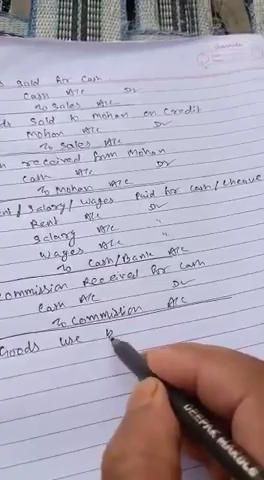 sold for cash
Cash A/c Dr
To Sales A/c
sold to Mohan on Credit
Mohan A/c Dr
To Sales A/c
received from Mohan
Cash A/c Dr
To Mohan A/c
/ Salary / Wages Paid for Cash/Cheque
Rent A/c Dr
Salary A/c "
Wages A/c "
To Cash/Bank A/c
Commission Received for Cash
Cash A/c Dr
To Commission A/c
Goods use
DEEPAK